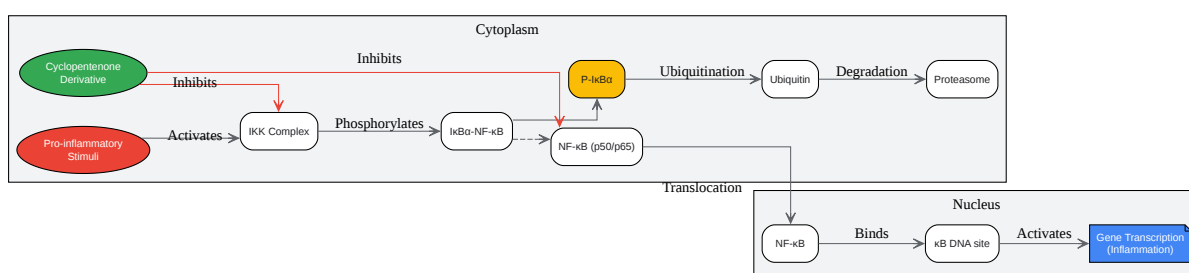 Cytoplasm
Cyclopentenone
Derivative
Inhibits
Inhibits
P-IκBα
Ubiquitination
Ubiquitin
Degradation
Proteasome
Pro-inflammatory
Stimuli
Activates
IKK Complex
Phosphorylates
IκBα-NF-κB
NF-κB (p50/p65)
Translocation
Nucleus
NF-κB
Binds
κB DNA site
Activates
Gene Transcription
(Inflammation)